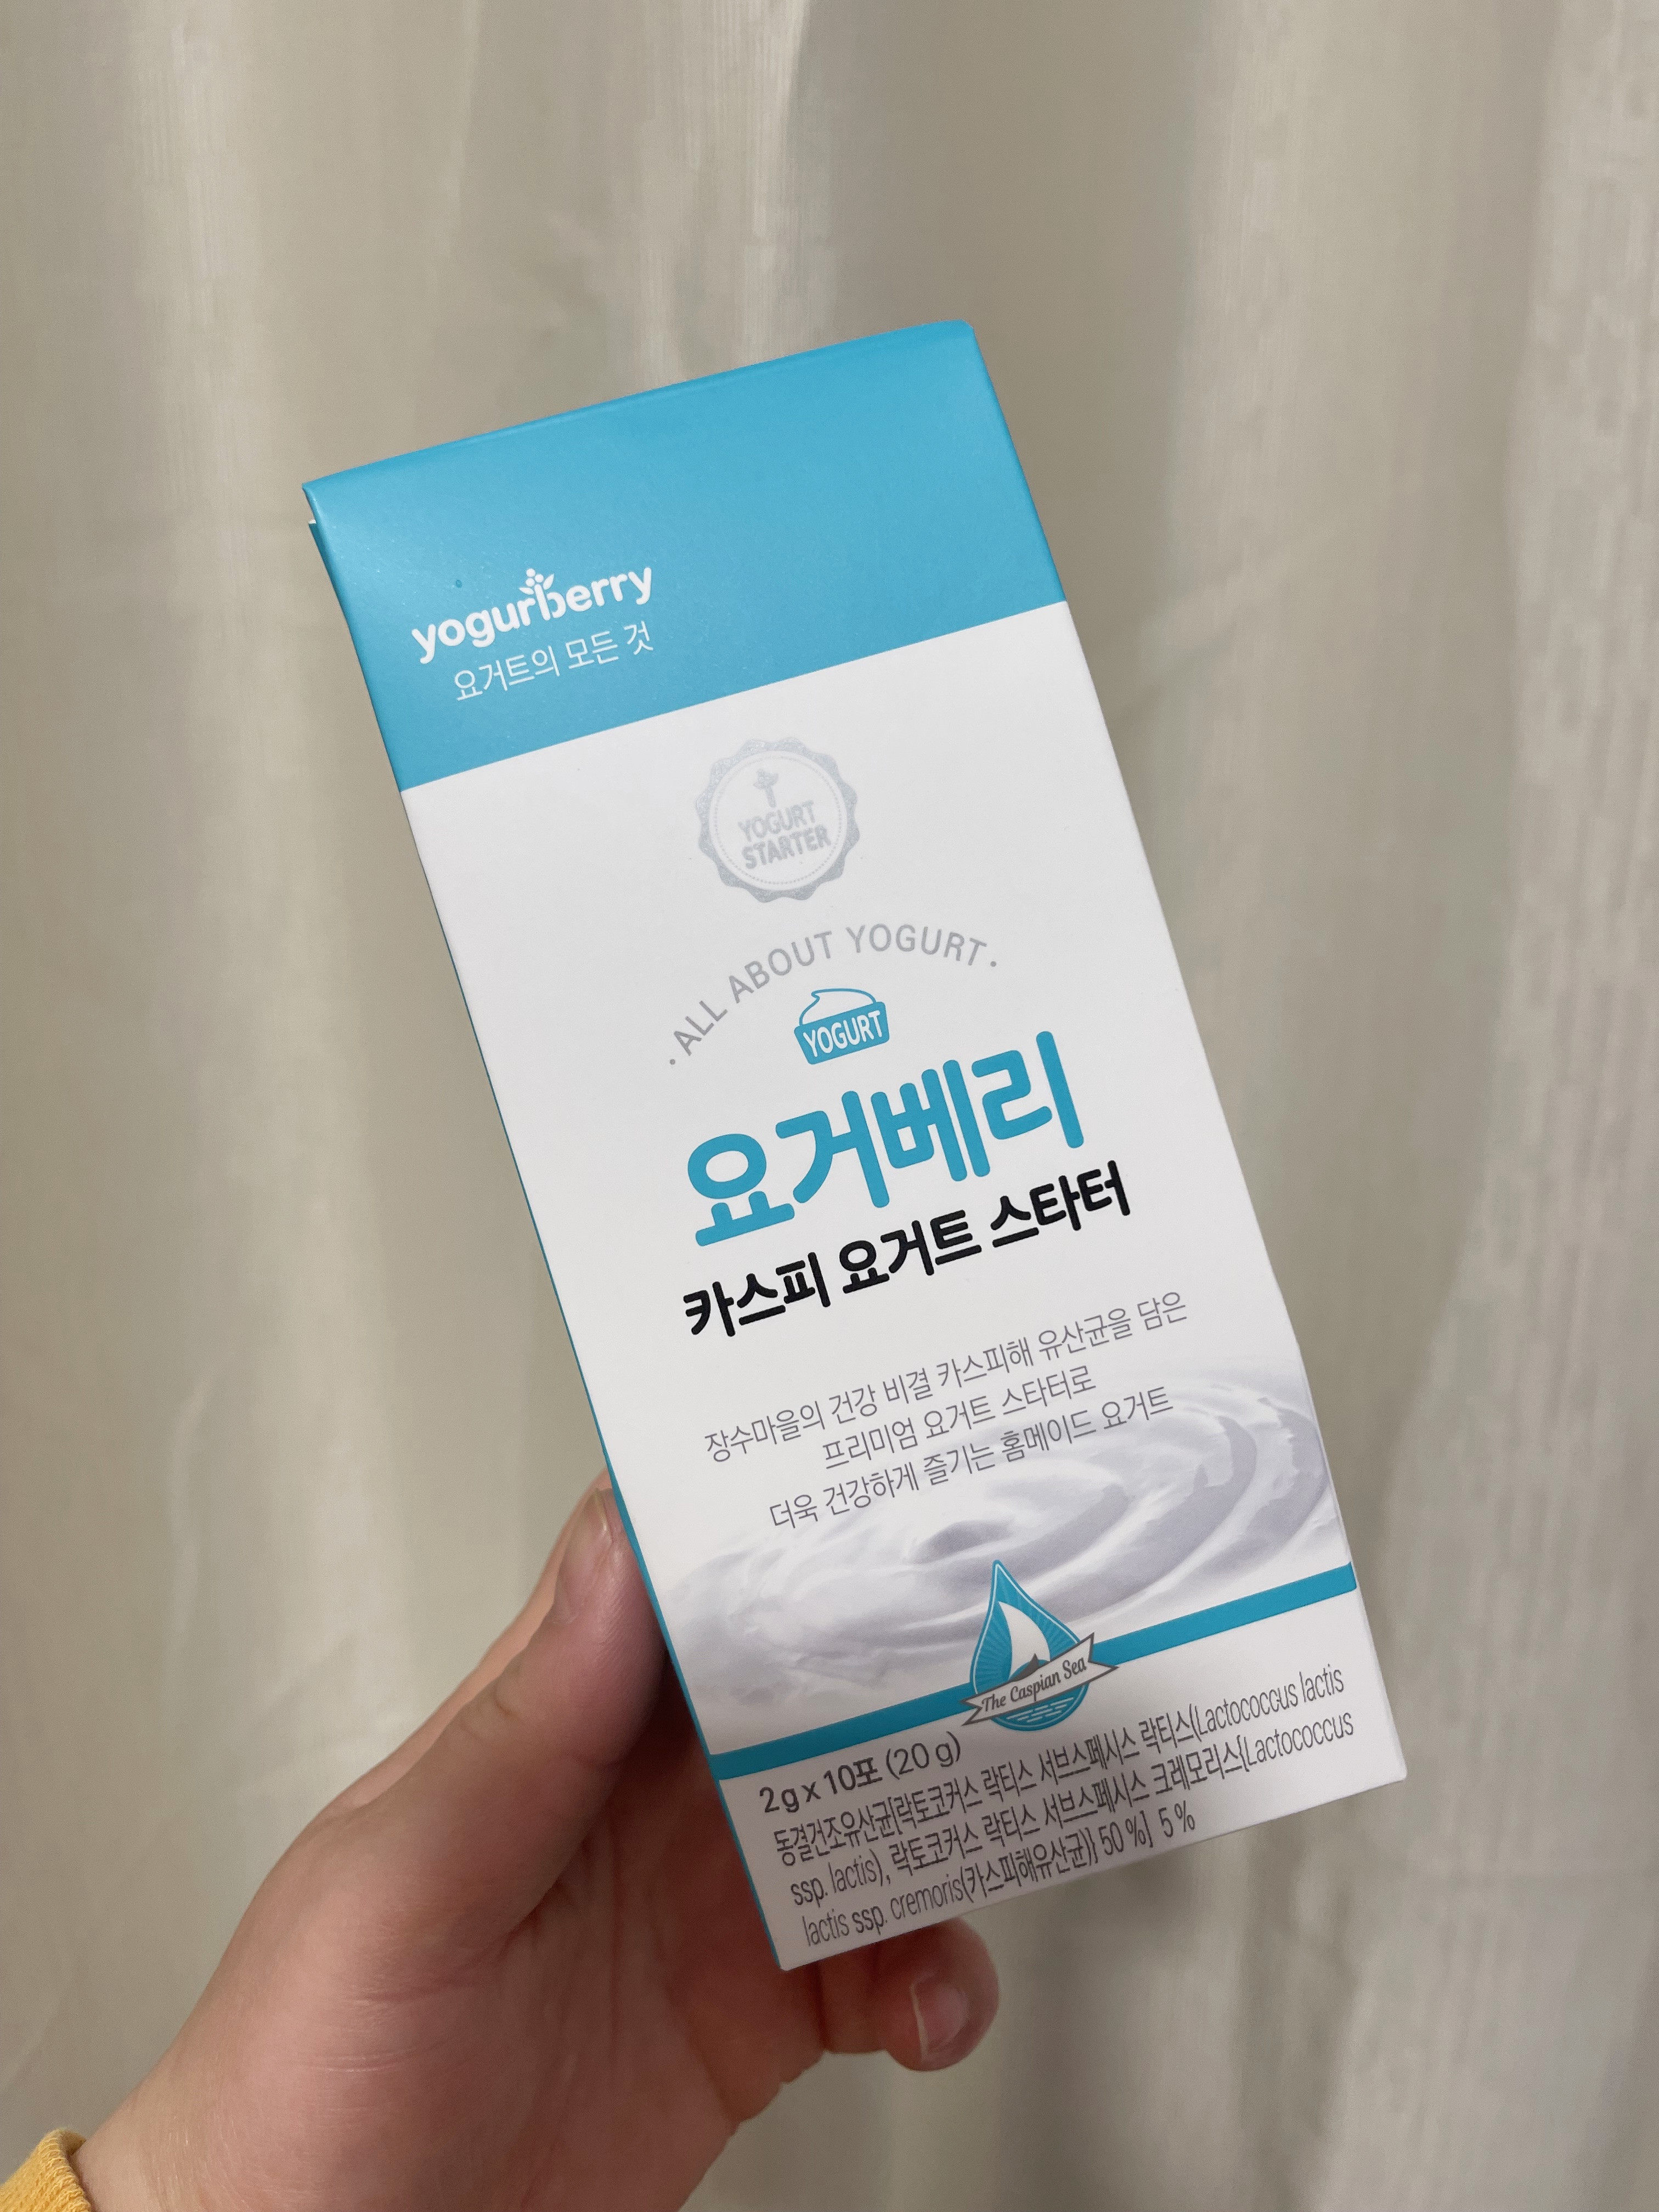 yogurberry
요거트의 모든 것
YOGURT
STARTER
· ALL ABOUT YOGURT ·
YOGURT
요거베리
카스피 요거트 스타터
장수마을의 건강 비결 카스피해 유산균을 담은
프리미엄 요거트 스타터로
더욱 건강하게 즐기는 홈메이드 요거트
The Caspian Sea
2g x 10포 (20 g)
동결건조유산균[락토코커스 락티스 서브스페시스 락티스(Lactococcus lactis
ssp. lactis), 락토코커스 락티스 서브스페시스 크레모리스{Lactococcus
lactis ssp. cremoris(카스피해유산균)} 50 %] 5 %